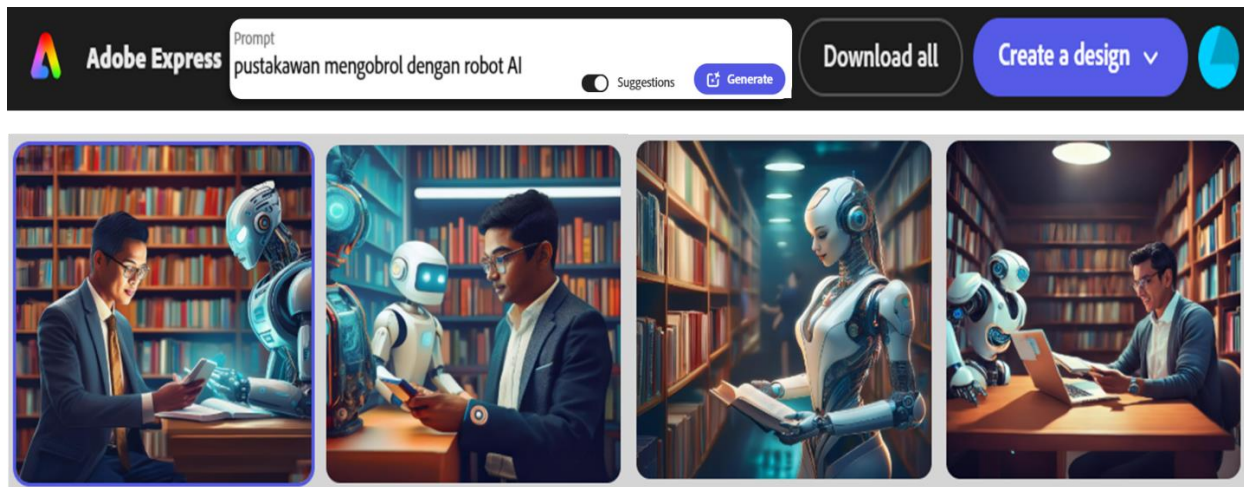 Adobe Express
Prompt
pustakawan mengobrol dengan robot AI
Suggestions
Generate
Download all
Create a design